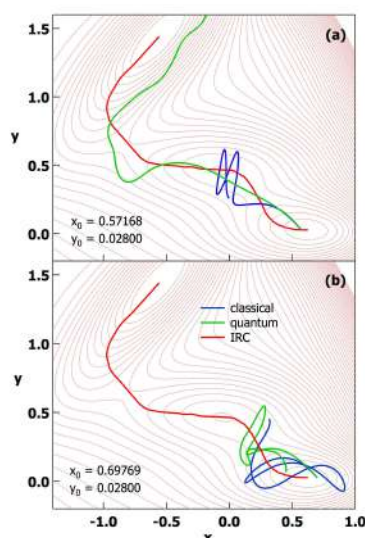 1.6
(a)
y
1.0
0.5
0.0
x0 = 0.57168
y0 = 0.02800
1.5
(b)
classical
quantum
IRC
y
1.0
0.5
0.0
x0 = 0.69769
y0 = 0.02800
-1.0 -0.5 0.0 0.5 1.0
x